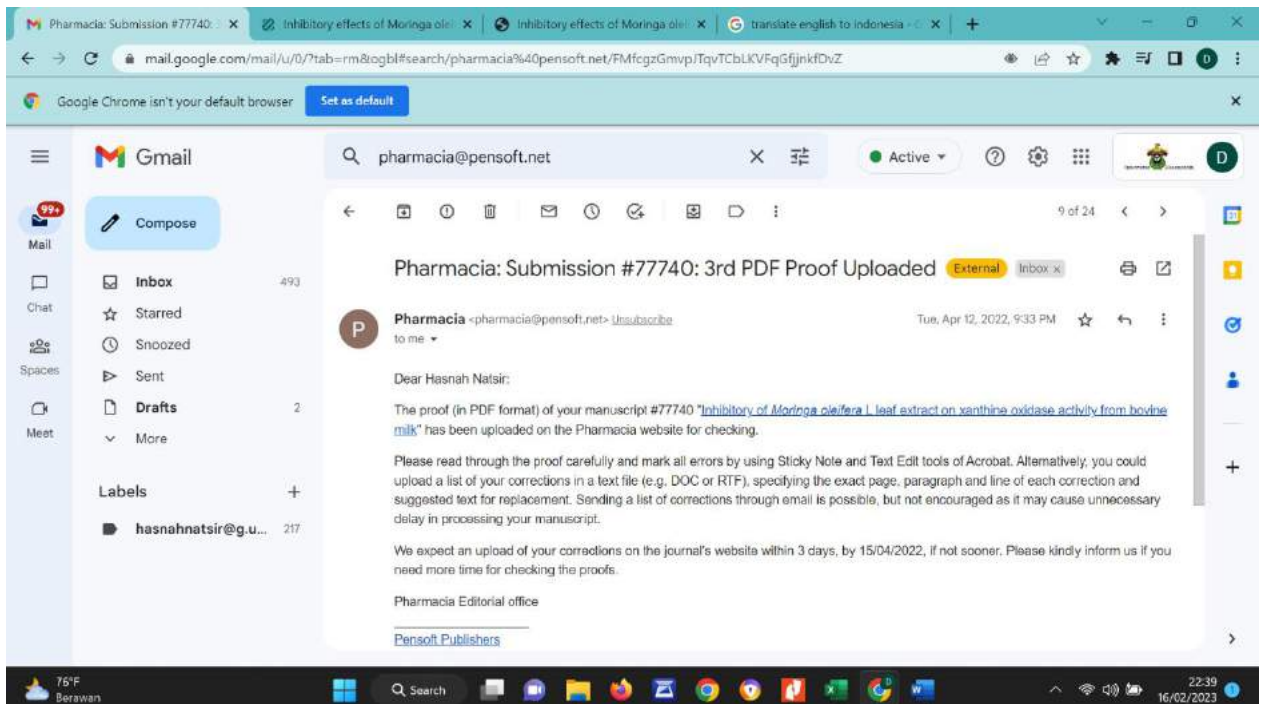 Pharmacia: Submission #77740: 3
Inhibitory effects of Moringa olei
Inhibitory effects of Moringa olei
translate english to indonesia - G
mail.google.com/mail/u/0/?tab=rm&ogbl#search/pharmacia%40pensoft.net/FMfcgzGmvpJTqvTCbLKVFqGfjjnkfDvZ
D
Google Chrome isn't your default browser
Set as default
Gmail
pharmacia@pensoft.net
Active
D
99+
Mail
Compose
9 of 24
31
Chat
Spaces
Meet
Inbox 493
Starred
Snoozed
Sent
Drafts 2
More
Labels
hasnahnatsir@g.u... 217
Pharmacia: Submission #77740: 3rd PDF Proof Uploaded External Inbox x
P
Pharmacia <pharmacia@pensoft.net> Unsubscribe Tue, Apr 12, 2022, 9:33 PM
to me
Dear Hasnah Natsir:
The proof (in PDF format) of your manuscript #77740 "Inhibitory of Moringa oleifera L leaf extract on xanthine oxidase activity from bovine
milk" has been uploaded on the Pharmacia website for checking.
Please read through the proof carefully and mark all errors by using Sticky Note and Text Edit tools of Acrobat. Alternatively, you could
upload a list of your corrections in a text file (e.g. DOC or RTF), specifying the exact page, paragraph and line of each correction and
suggested text for replacement. Sending a list of corrections through email is possible, but not encouraged as it may cause unnecessary
delay in processing your manuscript.
We expect an upload of your corrections on the journal's website within 3 days, by 15/04/2022, if not sooner. Please kindly inform us if you
need more time for checking the proofs.
Pharmacia Editorial office
Pensoft Publishers
76°F
Berawan
Search
22:39
16/02/2023
1